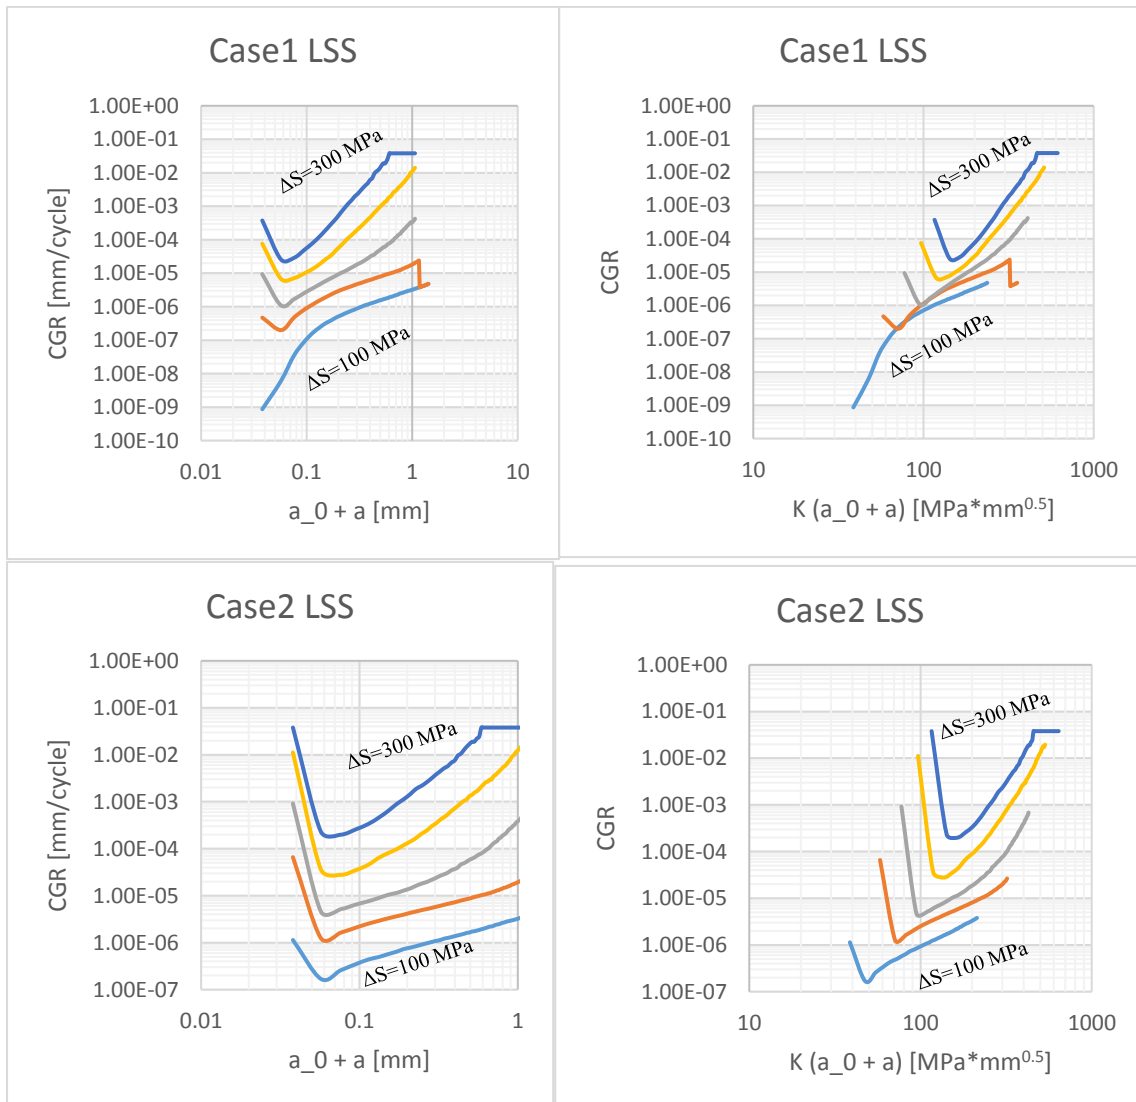 Case1 LSS
CGR [mm/cycle]
1.00E+00
1.00E-01
1.00E-02
1.00E-03
1.00E-04
1.00E-05
1.00E-06
1.00E-07
1.00E-08
1.00E-09
1.00E-10
ΔS=300 MPa
ΔS=100 MPa
0.01 0.1 1 10
a_0 + a [mm]
Case1 LSS
CGR
1.00E+00
1.00E-01
1.00E-02
1.00E-03
1.00E-04
1.00E-05
1.00E-06
1.00E-07
1.00E-08
1.00E-09
1.00E-10
ΔS=300 MPa
ΔS=100 MPa
10 100 1000
K (a_0 + a) [MPa*mm^0.5]
Case2 LSS
CGR [mm/cycle]
1.00E+00
1.00E-01
1.00E-02
1.00E-03
1.00E-04
1.00E-05
1.00E-06
1.00E-07
ΔS=300 MPa
ΔS=100 MPa
0.01 0.1 1
a_0 + a [mm]
Case2 LSS
CGR
1.00E+00
1.00E-01
1.00E-02
1.00E-03
1.00E-04
1.00E-05
1.00E-06
1.00E-07
ΔS=300 MPa
ΔS=100 MPa
10 100 1000
K (a_0 + a) [MPa*mm^0.5]